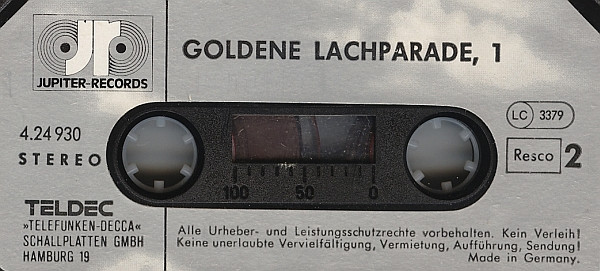 jr
JUPITER-RECORDS
GOLDENE LACHPARADE, 1
4.24 930
STEREO
LC 3379
Resco 2
100 50 0
TELDEC
»TELEFUNKEN-DECCA«
SCHALLPLATTEN GMBH
HAMBURG 19
Alle Urheber- und Leistungsschutzrechte vorbehalten. Kein Verleih!
Keine unerlaubte Vervielfältigung, Vermietung, Aufführung, Sendung!
Made in Germany.